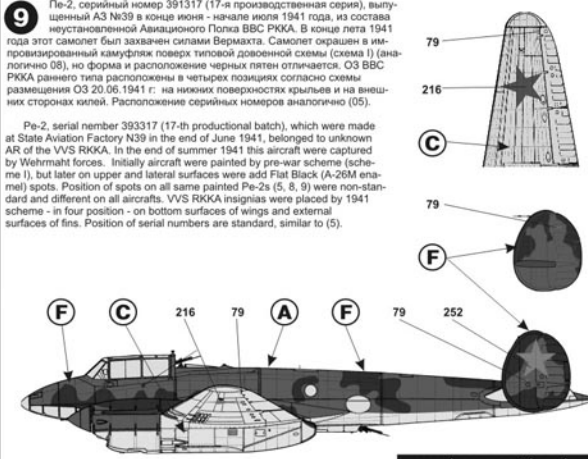 9
Пе-2, серийный номер 391317 (17-я производственная серия), выпу-
щенный АЗ №39 в конце июня - начале июля 1941 года, из состава
неустановленной Авиационого Полка ВВС РККА. В конце лета 1941
года этот самолет был захвачен силами Вермахта. Самолет окрашен в им-
провизированный камуфляж поверх типовой довоенной схемы (схема I) (ана-
логично 08), но форма и расположение черных пятен отличается. ОЗ ВВС
РККА раннего типа расположены в четырех позициях согласно схемы
размещения ОЗ 20.06.1941 г: на нижних поверхностях крыльев и на внеш-
них сторонах килей. Расположение серийных номеров аналогично (05).
Pe-2, serial nember 393317 (17-th productional batch), which were made
at State Aviation Factory N39 in the end of June 1941, belonged to unknown
AR of the VVS RKKA. In the end of summer 1941 this aircraft were captured
by Wehrmaht forces. Initially aircraft were painted by pre-war scheme (sche-
me I), but later on upper and lateral surfaces were add Flat Black (A-26M ena-
mel) spots. Position of spots on all same painted Pe-2s (5, 8, 9) were non-stan-
dard and different on all aircrafts. VVS RKKA insignias were placed by 1941
scheme - in four position - on bottom surfaces of wings and external
surfaces of fins. Position of serial numbers are standard, similar to (5).
79
216
C
79
F
F
C
216
79
A
F
79
252